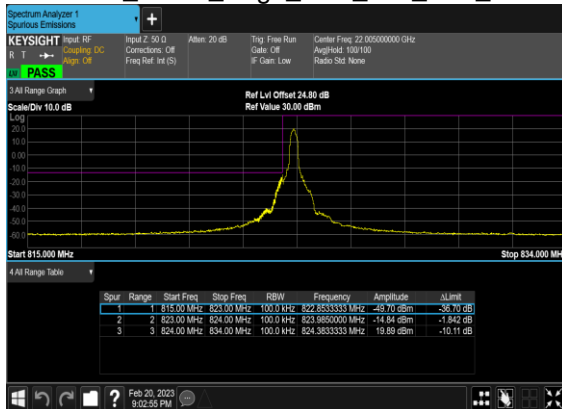 Spectrum Analyzer 1
Spurious Emissions
KEYSIGHT Input: RF Input Z: 50 Ω Atten: 20 dB Trig: Free Run Center Freq: 22.005000000 GHz
R T Coupling: DC Corrections: Off Gate: Off Avg|Hold: 100/100
Align: Off Freq Ref: Int (S) IF Gain: Low Radio Std: None
PASS
3 All Range Graph
Ref Lvl Offset 24.80 dB
Scale/Div 10.0 dB Ref Value 30.00 dBm
Log
20.0
10.0
0.00
-10.0
-20.0
-30.0
-40.0
-50.0
-60.0
Start 815.000 MHz Stop 834.000 MH
4 All Range Table
Spur Range Start Freq Stop Freq RBW Frequency Amplitude ΔLimit
1 1 815.00 MHz 823.00 MHz 100.0 kHz 822.8533333 MHz -49.70 dBm -36.70 dB
2 2 823.00 MHz 824.00 MHz 100.0 kHz 823.9850000 MHz -14.84 dBm -1.842 dB
3 3 824.00 MHz 834.00 MHz 100.0 kHz 824.3833333 MHz 19.89 dBm -10.11 dB
? Feb 20, 2023
9:02:55 PM